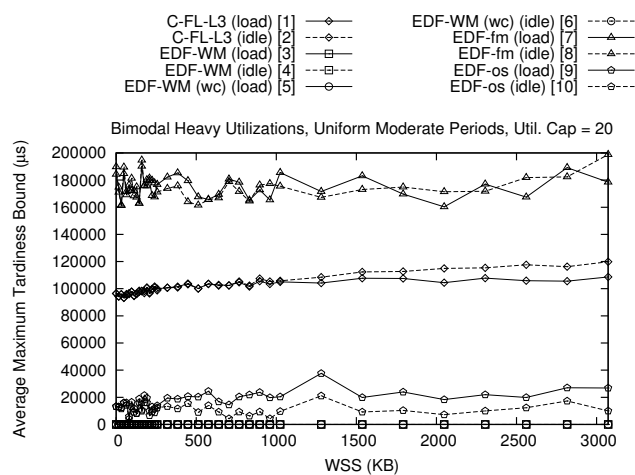 C-FL-L3 (load) [1]
C-FL-L3 (idle) [2]
EDF-WM (load) [3]
EDF-WM (idle) [4]
EDF-WM (wc) (load) [5]
EDF-WM (wc) (idle) [6]
EDF-fm (load) [7]
EDF-fm (idle) [8]
EDF-os (load) [9]
EDF-os (idle) [10]
Bimodal Heavy Utilizations, Uniform Moderate Periods, Util. Cap = 20
Average Maximum Tardiness Bound (µs)
200000
180000
160000
140000
120000
100000
80000
60000
40000
20000
0
0 500 1000 1500 2000 2500 3000
WSS (KB)